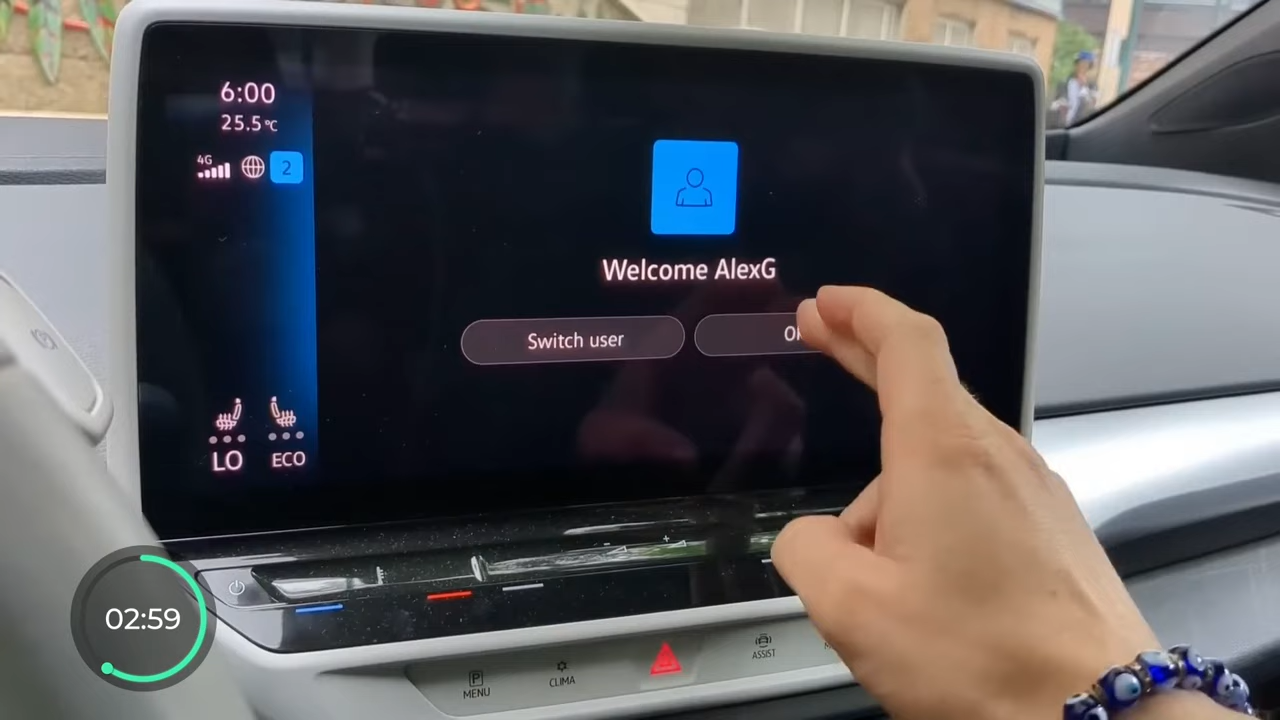 6:00
25.5°C
4G
2
Welcome AlexG
Switch user
LO
ECO
02:59
P
MENU
CLIMA
ASSIST